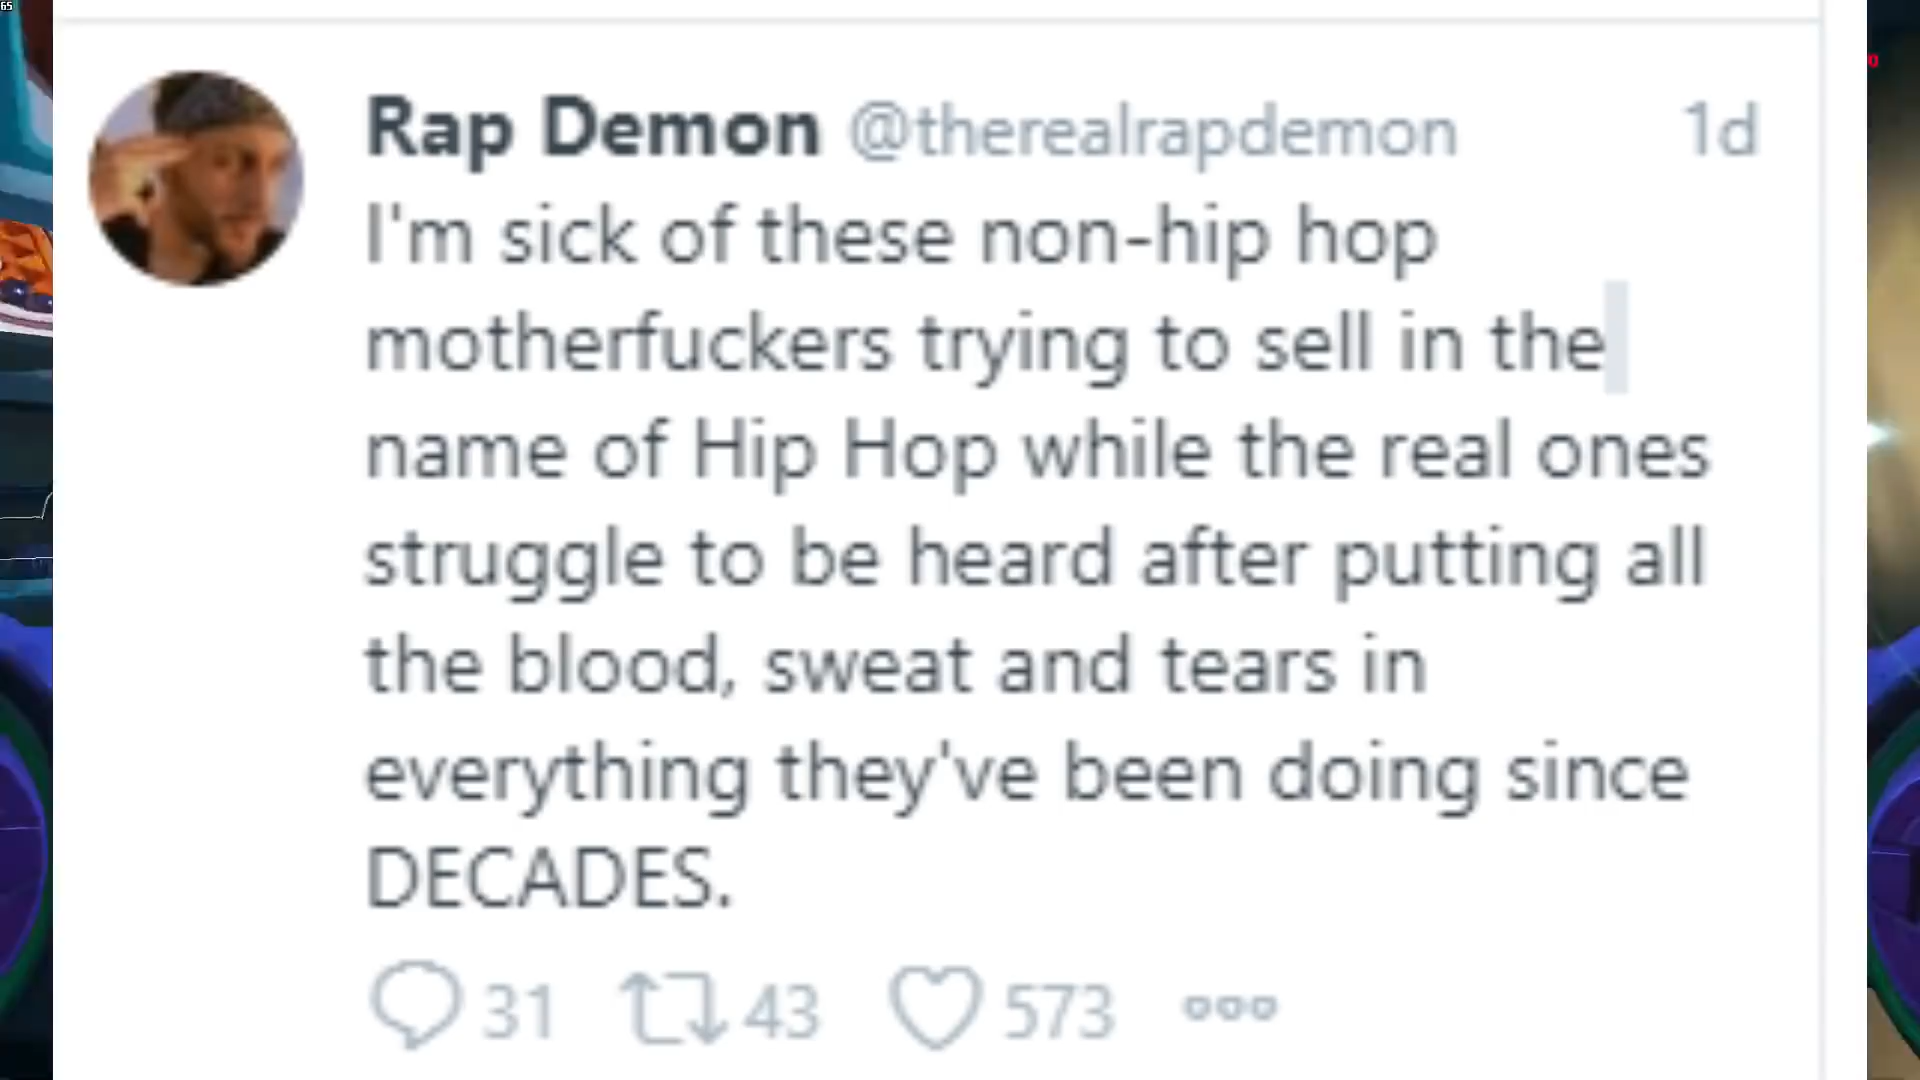 65
0
Rap Demon @therealrapdemon 1d
I'm sick of these non-hip hop
motherfuckers trying to sell in the
name of Hip Hop while the real ones
struggle to be heard after putting all
the blood, sweat and tears in
everything they've been doing since
DECADES.
31 43 573